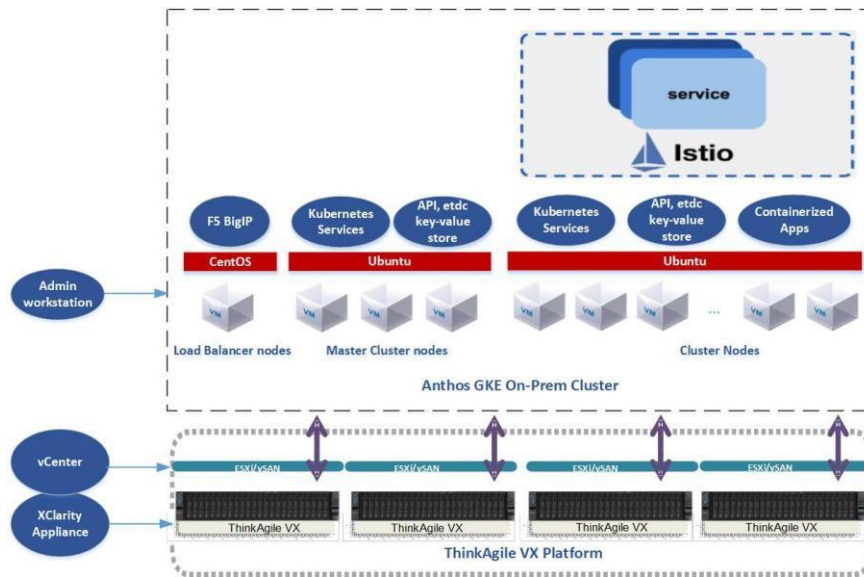 service
Istio
F5 BigIP
Kubernetes
Services
API, etdc
key-value
store
Kubernetes
Services
API, etdc
key-value
store
Containerized
Apps
CentOS
Ubuntu
Ubuntu
Admin
workstation
VM
VM
VM
VM
VM
VM
VM
...
VM
VM
Load Balancer nodes
Master Cluster nodes
Cluster Nodes
Anthos GKE On-Prem Cluster
vCenter
ESXi/vSAN
ESXi/vSAN
ESXi/vSAN
ESXi/vSAN
XClarity
Appliance
ThinkAgile VX
ThinkAgile VX
ThinkAgile VX
ThinkAgile VX
ThinkAgile VX Platform